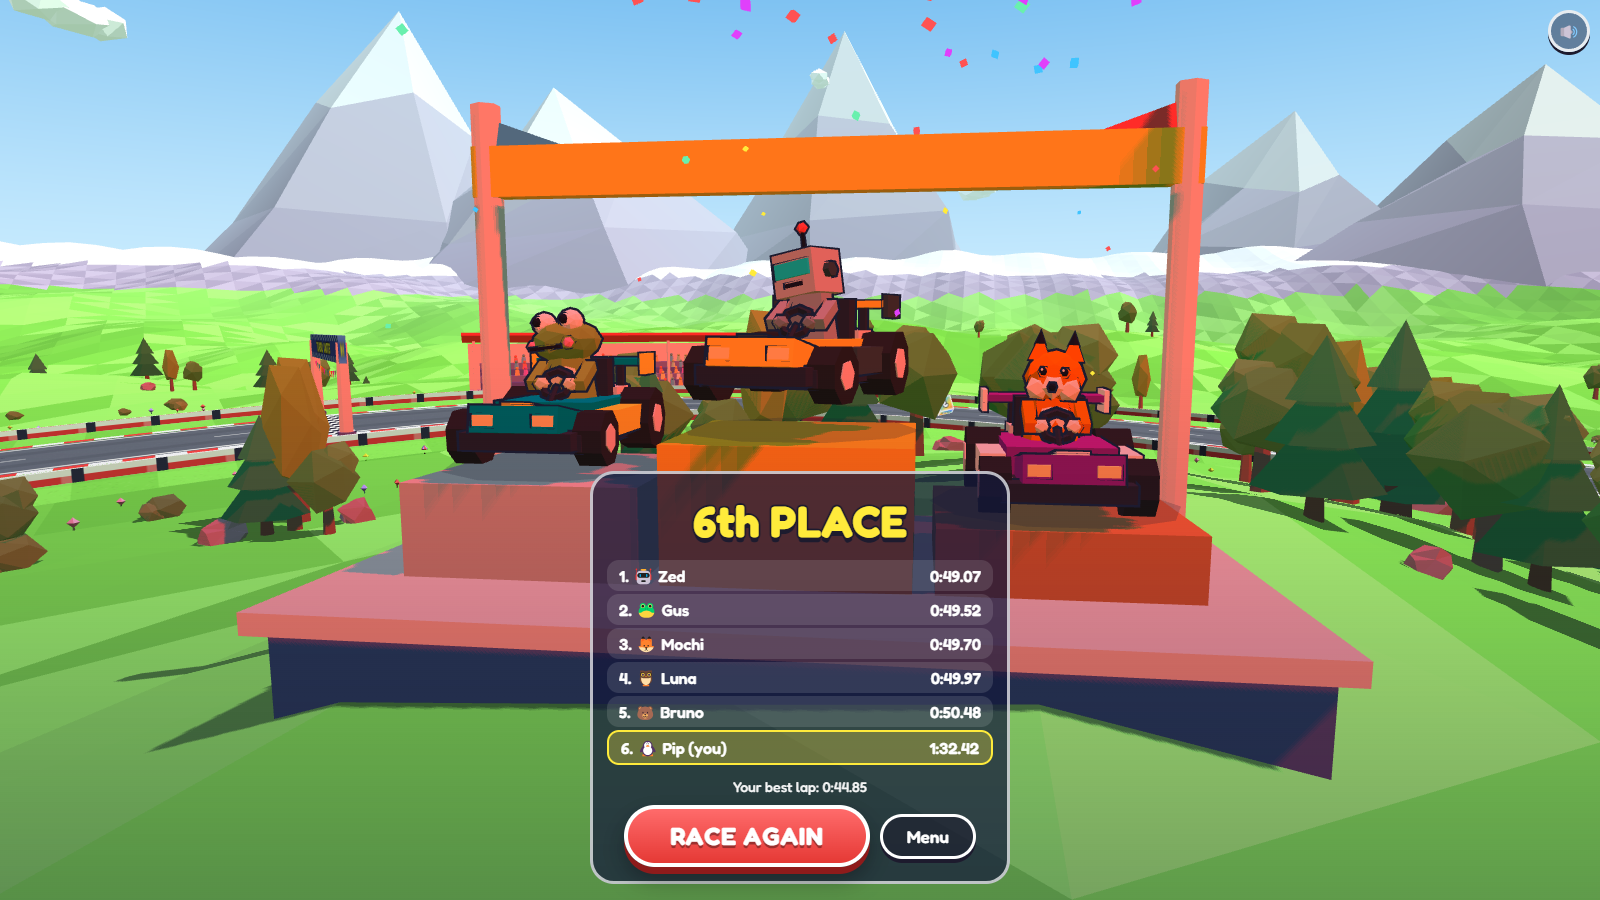 6th PLACE
1. Zed 0:49.07
2. Gus 0:49.52
3. Mochi 0:49.70
4. Luna 0:49.97
5. Bruno 0:50.48
6. Pip (you) 1:32.42
Your best lap: 0:44.85
RACE AGAIN
Menu